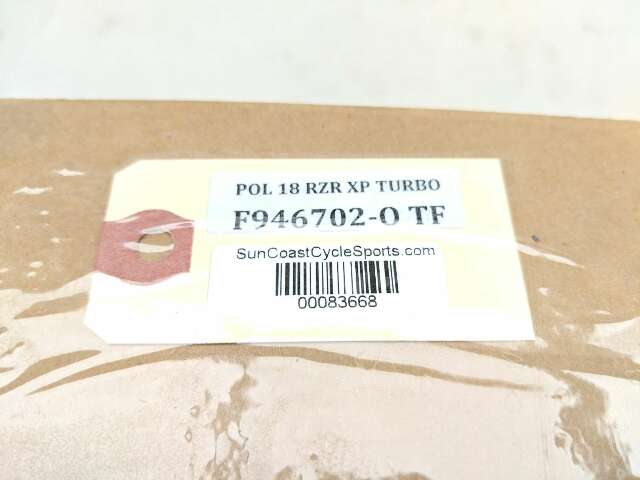 POL 18 RZR XP TURBO
F946702-O TF
SunCoastCycleSports.com
00083668